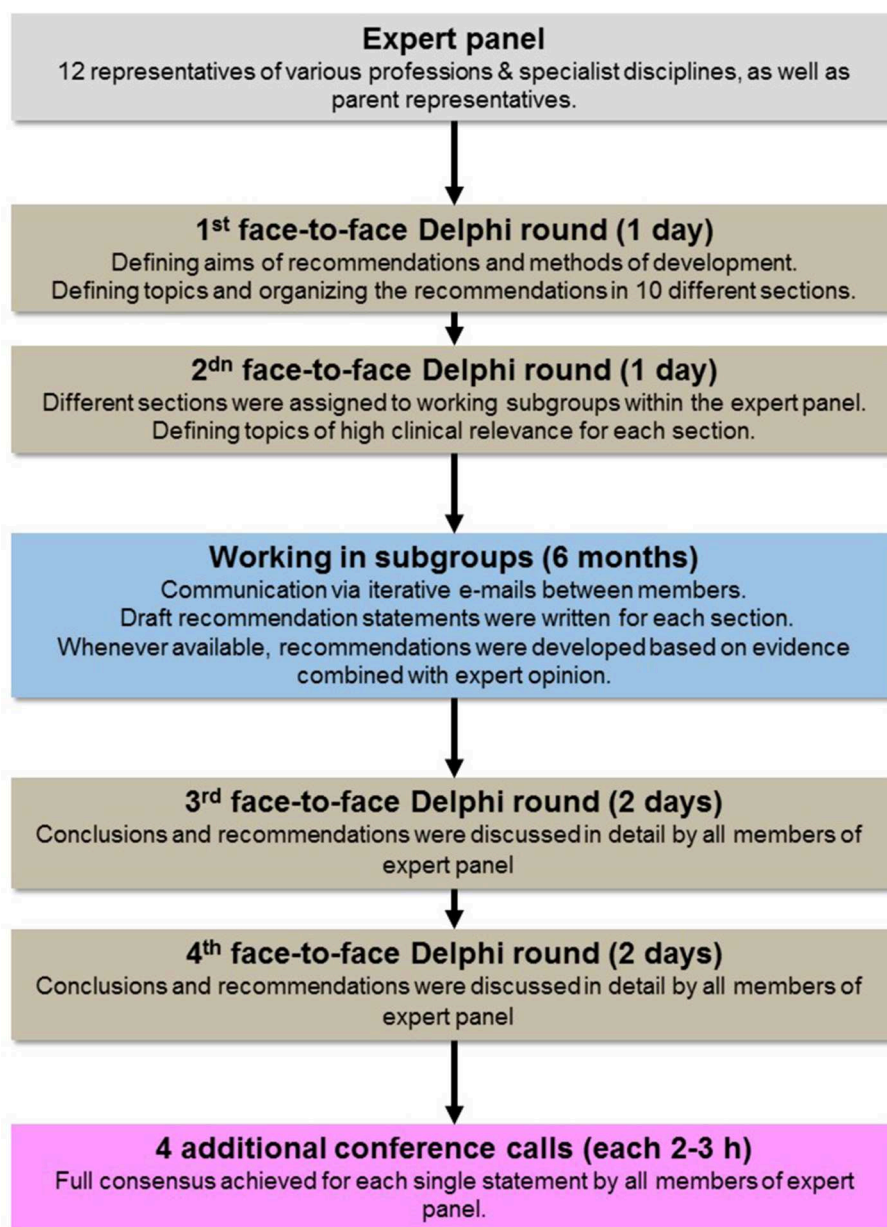 Expert panel
12 representatives of various professions & specialist disciplines, as well as
parent representatives.
1st face-to-face Delphi round (1 day)
Defining aims of recommendations and methods of development.
Defining topics and organizing the recommendations in 10 different sections.
2dn face-to-face Delphi round (1 day)
Different sections were assigned to working subgroups within the expert panel.
Defining topics of high clinical relevance for each section.
Working in subgroups (6 months)
Communication via iterative e-mails between members.
Draft recommendation statements were written for each section.
Whenever available, recommendations were developed based on evidence
combined with expert opinion.
3rd face-to-face Delphi round (2 days)
Conclusions and recommendations were discussed in detail by all members of
expert panel
4th face-to-face Delphi round (2 days)
Conclusions and recommendations were discussed in detail by all members of
expert panel
4 additional conference calls (each 2-3 h)
Full consensus achieved for each single statement by all members of expert
panel.